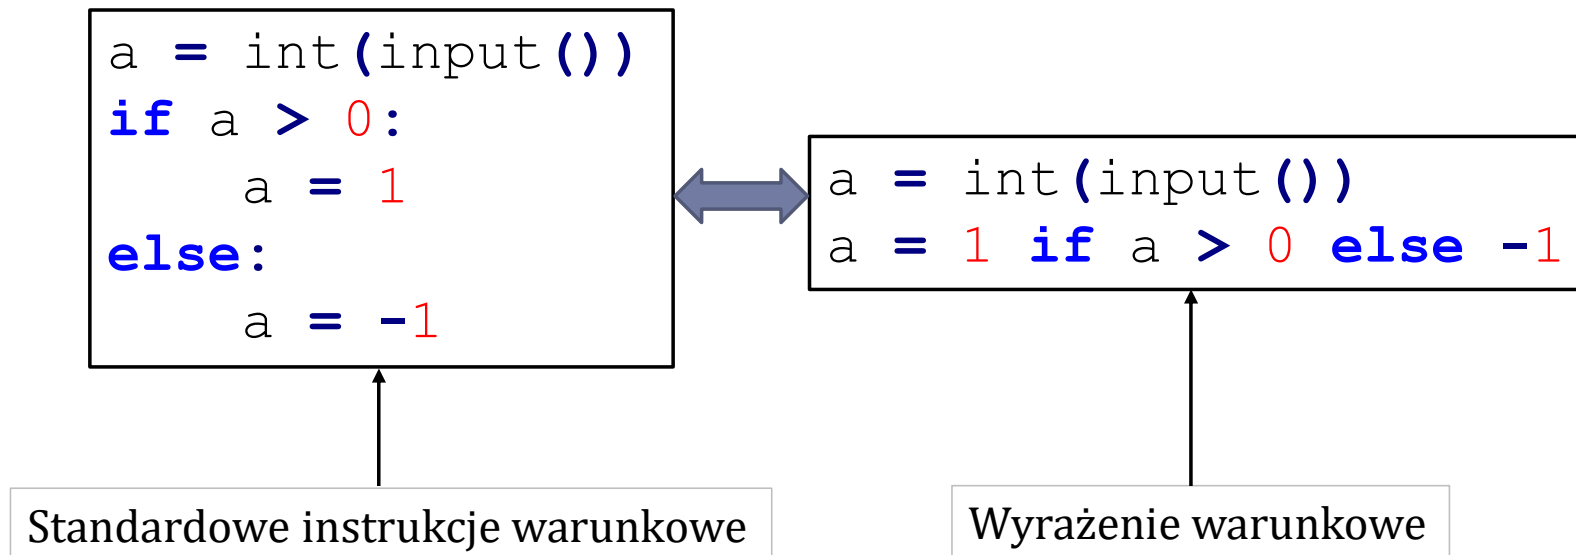 a = int(input())
if a > 0:
    a = 1
else:
    a = -1
a = int(input())
a = 1 if a > 0 else -1
Standardowe instrukcje warunkowe
Wyrażenie warunkowe